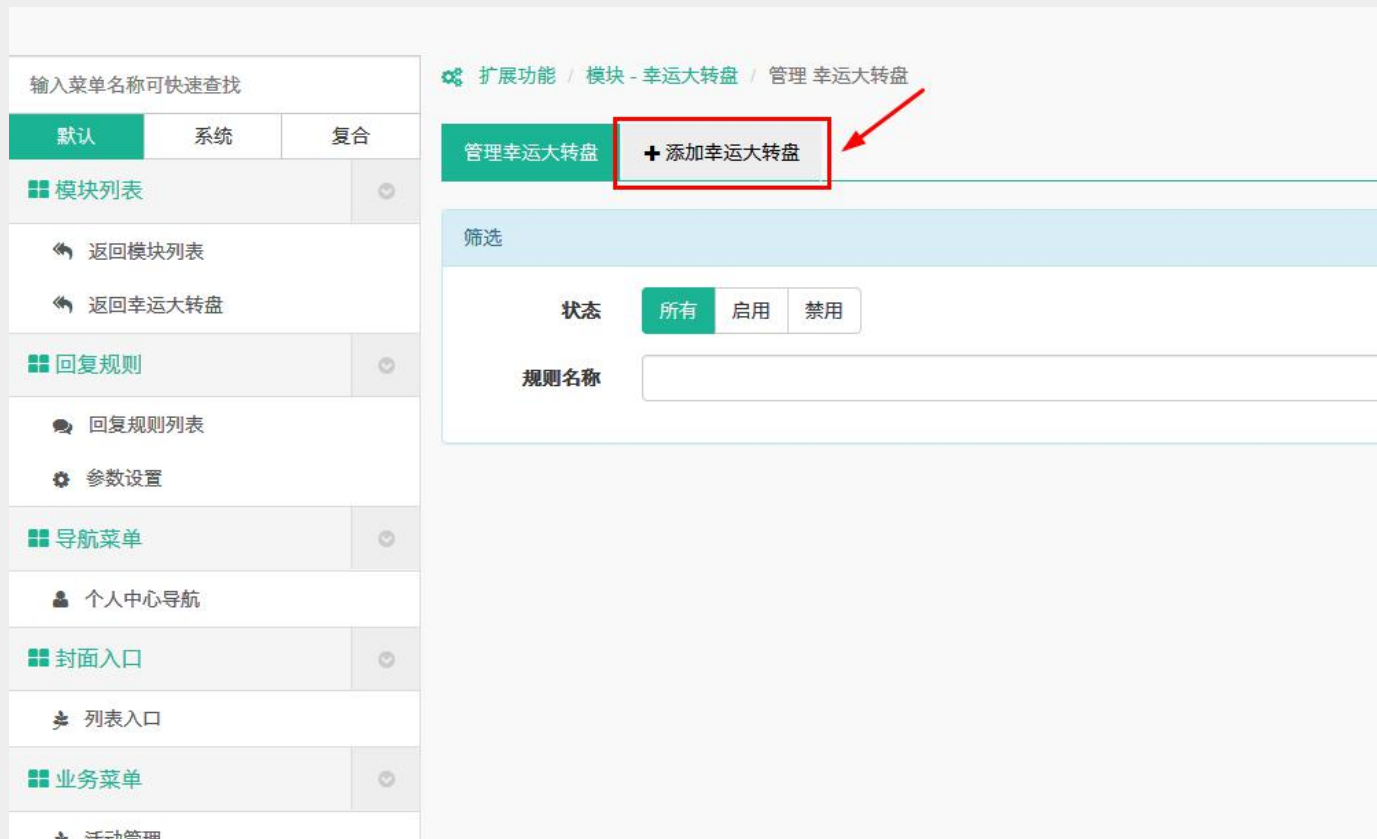 输入菜单名称可快速查找
默认 系统 复合
模块列表
返回模块列表
返回幸运大转盘
回复规则
回复规则列表
参数设置
导航菜单
个人中心导航
封面入口
列表入口
业务菜单
活动管理
扩展功能 / 模块 - 幸运大转盘 / 管理 幸运大转盘
管理幸运大转盘 + 添加幸运大转盘
筛选
状态 所有 启用 禁用
规则名称